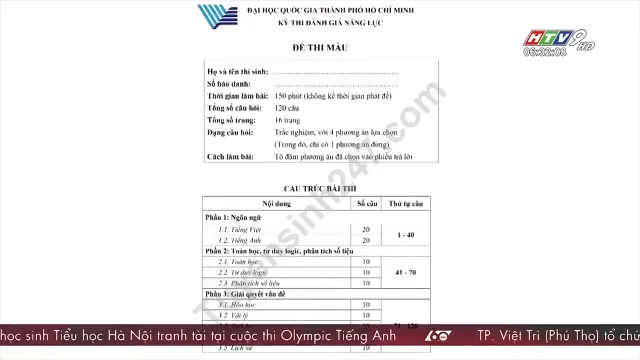 ĐẠI HỌC QUỐC GIA THÀNH PHỐ HỒ CHÍ MINH
KỲ THI ĐÁNH GIÁ NĂNG LỰC
HTV9 HD
06:32:08
ĐỀ THI MẪU
Họ và tên thí sinh: ..............................................
Số báo danh: ..............................................
Thời gian làm bài: 150 phút (không kể thời gian phát đề)
Tổng số câu hỏi: 120 câu
Tổng số trang: 16 trang
Dạng câu hỏi: Trắc nghiệm, với 4 phương án lựa chọn
(Trong đó, chỉ có 1 phương án đúng)
Cách làm bài: Tô đậm phương án đã chọn vào phiếu trả lời
Tuyensinh247.com
CẤU TRÚC BÀI THI
Nội dung Số câu Thứ tự câu
Phần 1: Ngôn ngữ
1.1. Tiếng Việt 20
1 - 40
1.2. Tiếng Anh 20
Phần 2: Toán học, tư duy logic, phân tích số liệu
2.1. Toán học 10
2.2. Tư duy logic 10 41 - 70
2.3. Phân tích số liệu 10
Phần 3: Giải quyết vấn đề
3.1. Hóa học 10
3.2. Vật lý 10
học sinh Tiểu học Hà Nội tranh tài tại cuộc thi Olympic Tiếng Anh 60 TP. Việt Trì (Phú Thọ) tổ chứ
3.5. Lịch sử 10